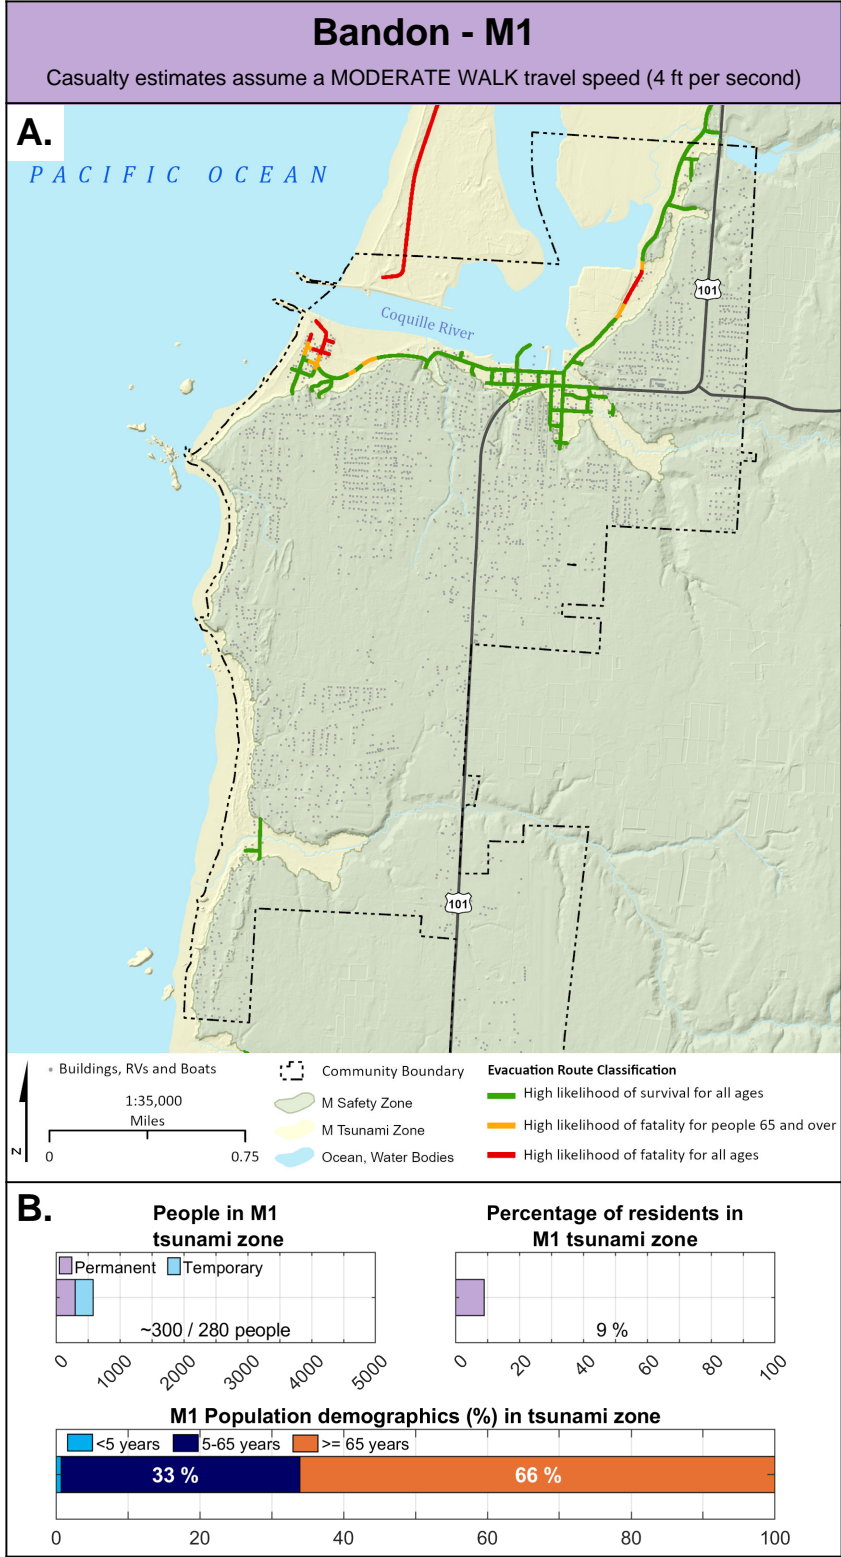 Bandon - M1
Casualty estimates assume a MODERATE WALK travel speed (4 ft per second)
A.
PACIFIC OCEAN
101
Coquille River
101
Buildings, RVs and Boats
1:35,000
Miles
0 0.75
N
Community Boundary
M Safety Zone
M Tsunami Zone
Ocean, Water Bodies
Evacuation Route Classification
High likelihood of survival for all ages
High likelihood of fatality for people 65 and over
High likelihood of fatality for all ages
B.
People in M1
tsunami zone
Permanent Temporary
~300 / 280 people
0 1000 2000 3000 4000 5000
Percentage of residents in
M1 tsunami zone
9 %
0 20 40 60 80 100
M1 Population demographics (%) in tsunami zone
<5 years 5-65 years >= 65 years
33 % 66 %
0 20 40 60 80 100